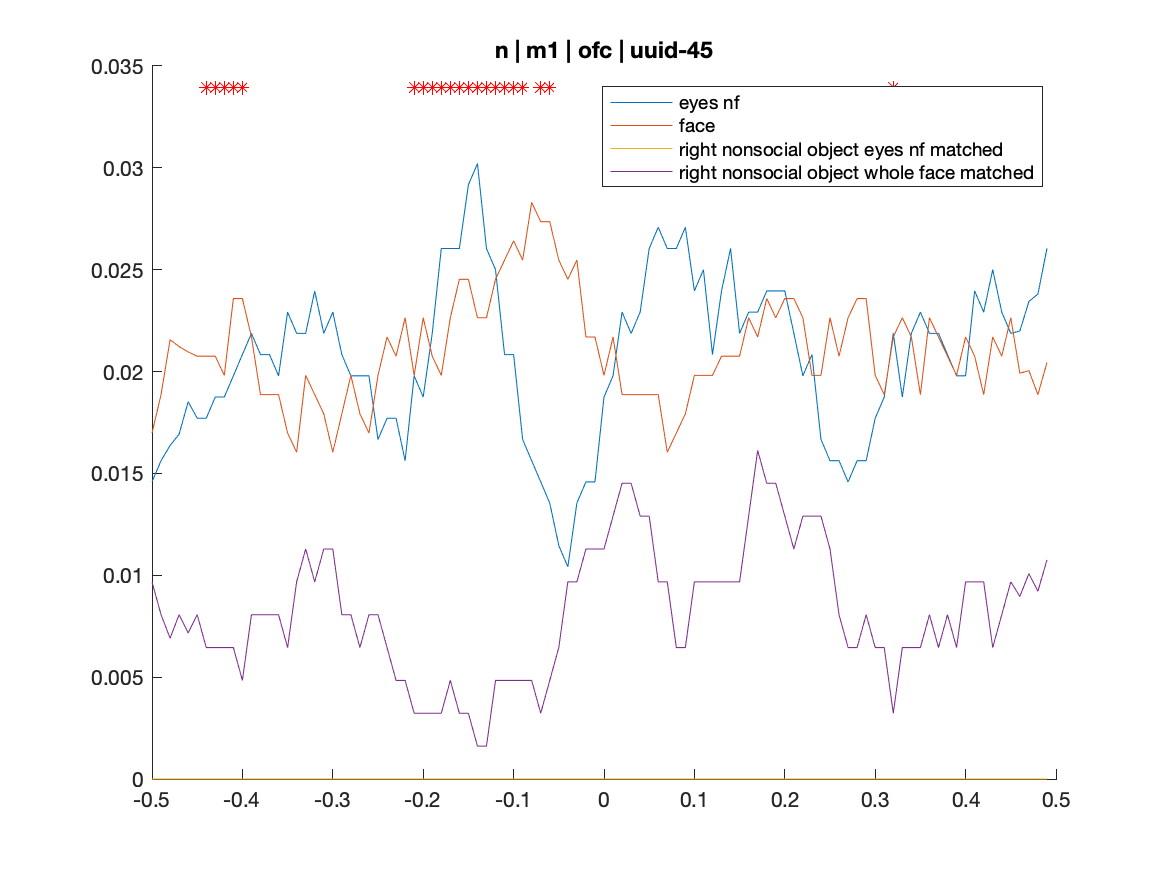 n | m1 | ofc | uuid-45
0.035
0.03
0.025
0.02
0.015
0.01
0.005
0
eyes nf
face
right nonsocial object eyes nf matched
right nonsocial object whole face matched
-0.5 -0.4 -0.3 -0.2 -0.1 0 0.1 0.2 0.3 0.4 0.5